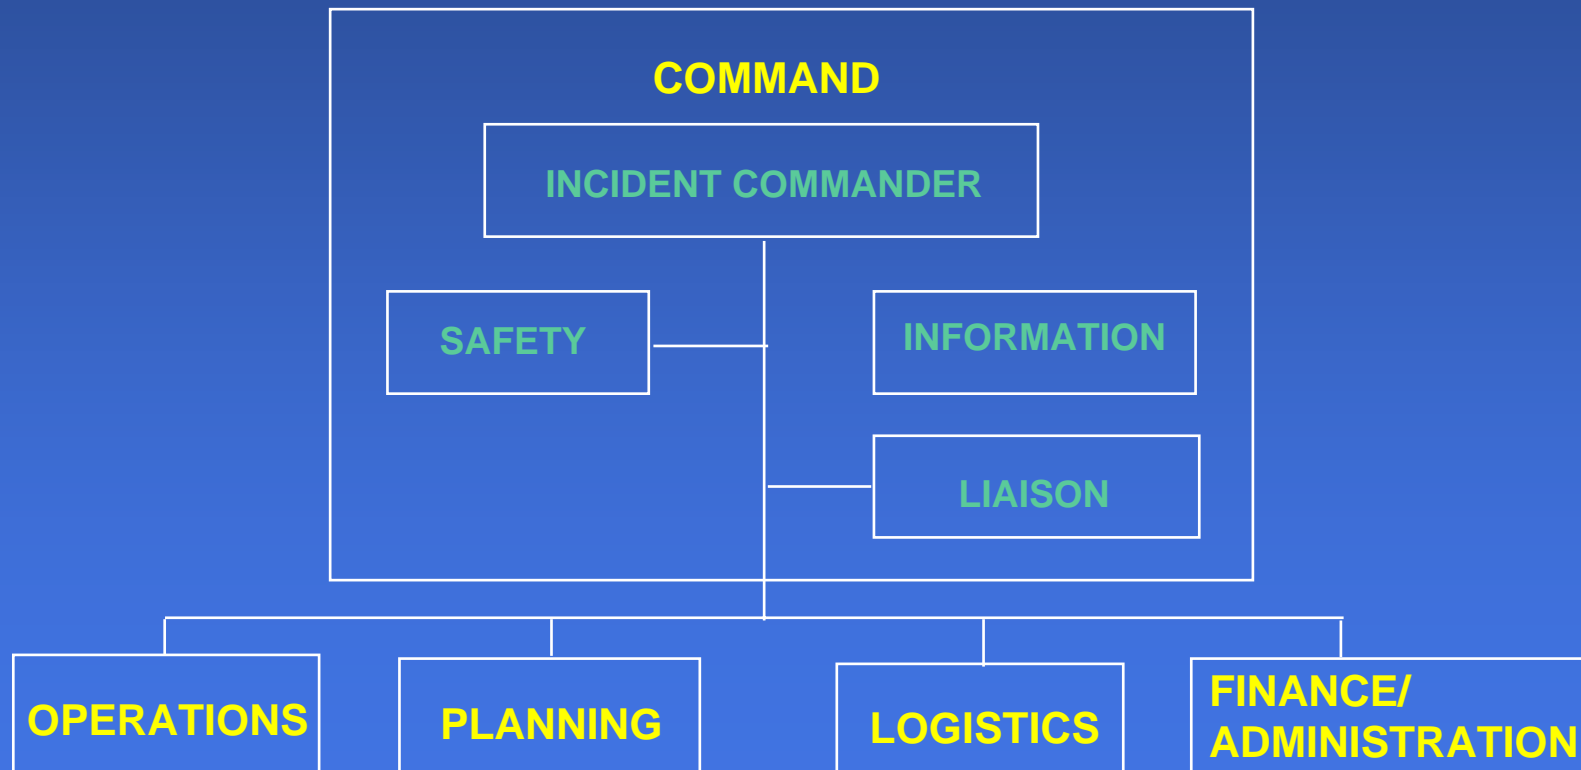 COMMAND
INCIDENT COMMANDER
SAFETY
INFORMATION
LIAISON
OPERATIONS
PLANNING
LOGISTICS
FINANCE/
ADMINISTRATION